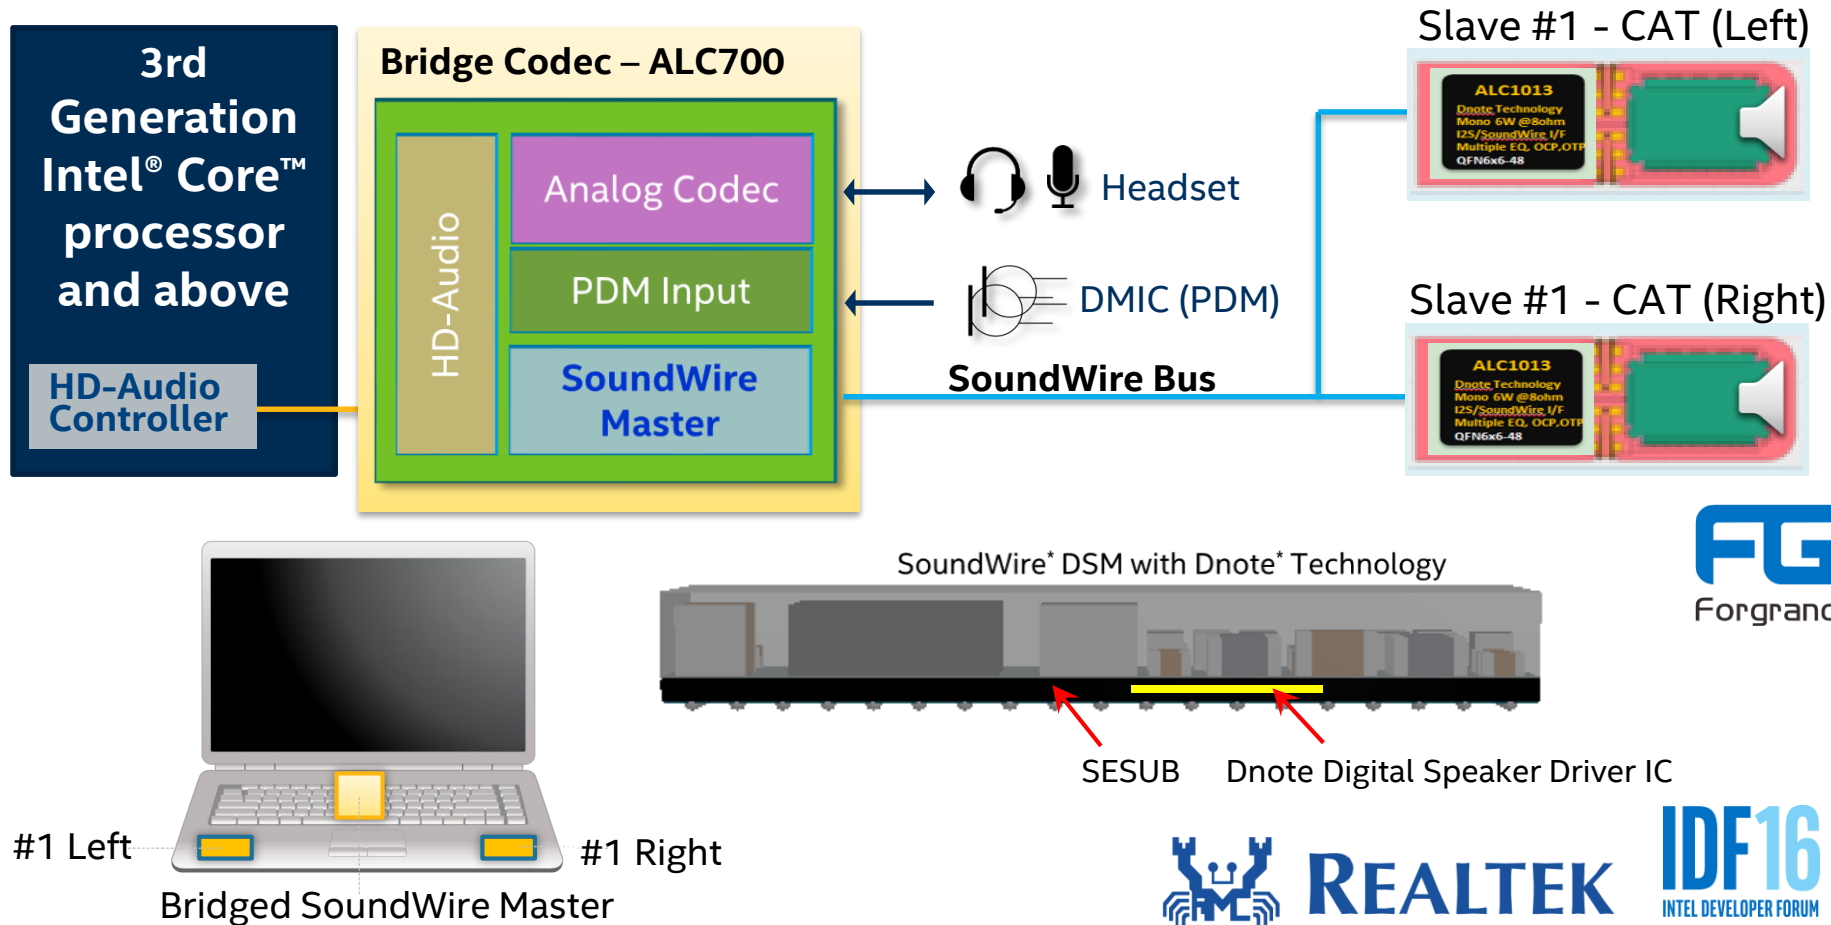 3rd
Generation
Intel® Core™
processor
and above
HD-Audio
Controller
Bridge Codec – ALC700
HD-Audio
Analog Codec
PDM Input
SoundWire
Master
Headset
DMIC (PDM)
SoundWire Bus
Slave #1 - CAT (Left)
ALC1013
Dnote Technology
Mono 6W @8ohm
I2S/SoundWire I/F
Multiple EQ, OCP,OTP
QFN6x6-48
Slave #1 - CAT (Right)
ALC1013
Dnote Technology
Mono 6W @8ohm
I2S/SoundWire I/F
Multiple EQ, OCP,OTP
QFN6x6-48
FG
Forgranc
SoundWire* DSM with Dnote* Technology
SESUB
Dnote Digital Speaker Driver IC
#1 Left
#1 Right
Bridged SoundWire Master
REALTEK
IDF16
INTEL DEVELOPER FORUM